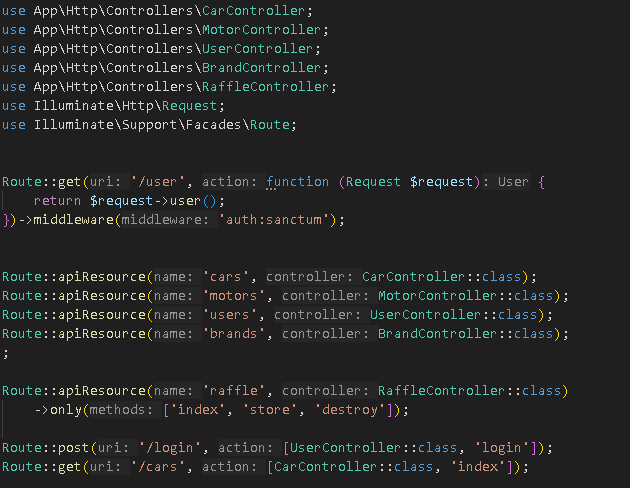 use App\Http\Controllers\CarController;
use App\Http\Controllers\MotorController;
use App\Http\Controllers\UserController;
use App\Http\Controllers\BrandController;
use App\Http\Controllers\RaffleController;
use Illuminate\Http\Request;
use Illuminate\Support\Facades\Route;
Route::get(uri: '/user', action: function (Request $request): User {
    return $request->user();
})->middleware(middleware: 'auth:sanctum');
Route::apiResource(name: 'cars', controller: CarController::class);
Route::apiResource(name: 'motors', controller: MotorController::class);
Route::apiResource(name: 'users', controller: UserController::class);
Route::apiResource(name: 'brands', controller: BrandController::class);
;
Route::apiResource(name: 'raffle', controller: RaffleController::class)
    ->only(methods: ['index', 'store', 'destroy']);
Route::post(uri: '/login', action: [UserController::class, 'login']);
Route::get(uri: '/cars', action: [CarController::class, 'index']);